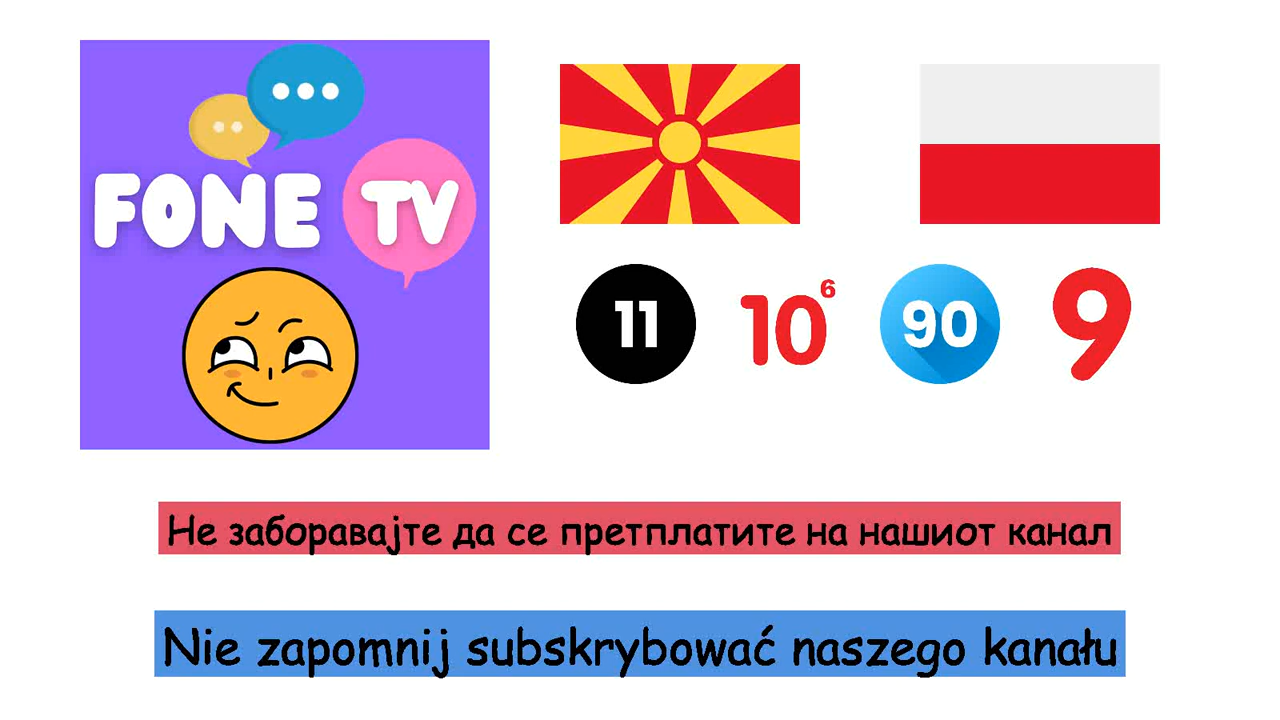 FONE TV
11 10⁶ 90 9
Не заборавајте да се претплатите на нашиот канал
Nie zapomnij subskrybować naszego kanału